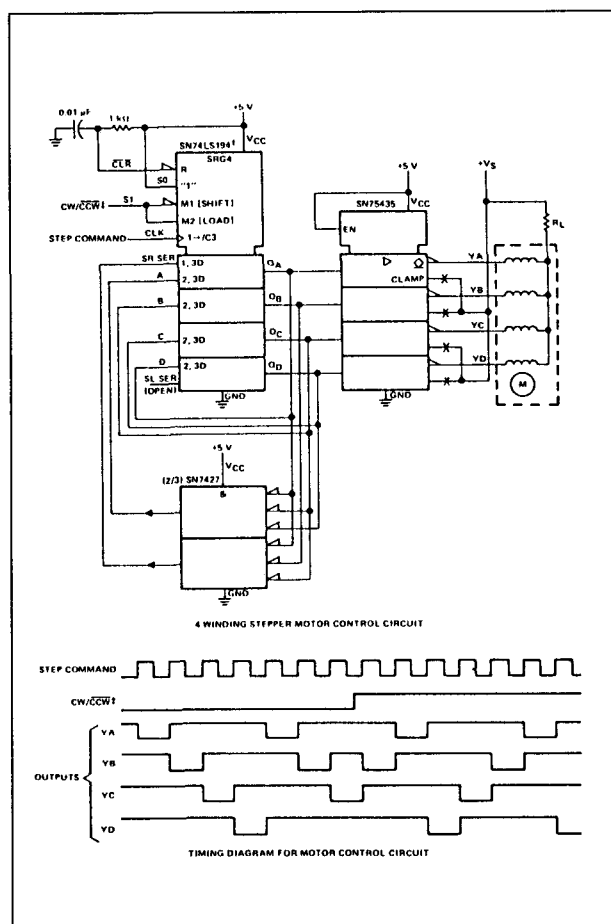 +5 V
0.01 µF
1 kΩ
SN74LS194‡
VCC
SRG4
CLR
R
S0
"1"
CW/CCW‡
S1
M1 [SHIFT]
M2 [LOAD]
STEP COMMAND
CLK
1→/C3
SR SER
1, 3D
QA
A
2, 3D
B
2, 3D
QB
C
2, 3D
QC
D
2, 3D
QD
SL SER
(OPEN)
GND
+5 V
+VS
SN75435
VCC
EN
RL
CLAMP
YA
YB
YC
YD
M
GND
+5 V
VCC
(2/3) SN7427
&
GND
4 WINDING STEPPER MOTOR CONTROL CIRCUIT
STEP COMMAND
CW/CCW‡
YA
YB
OUTPUTS
YC
YD
TIMING DIAGRAM FOR MOTOR CONTROL CIRCUIT